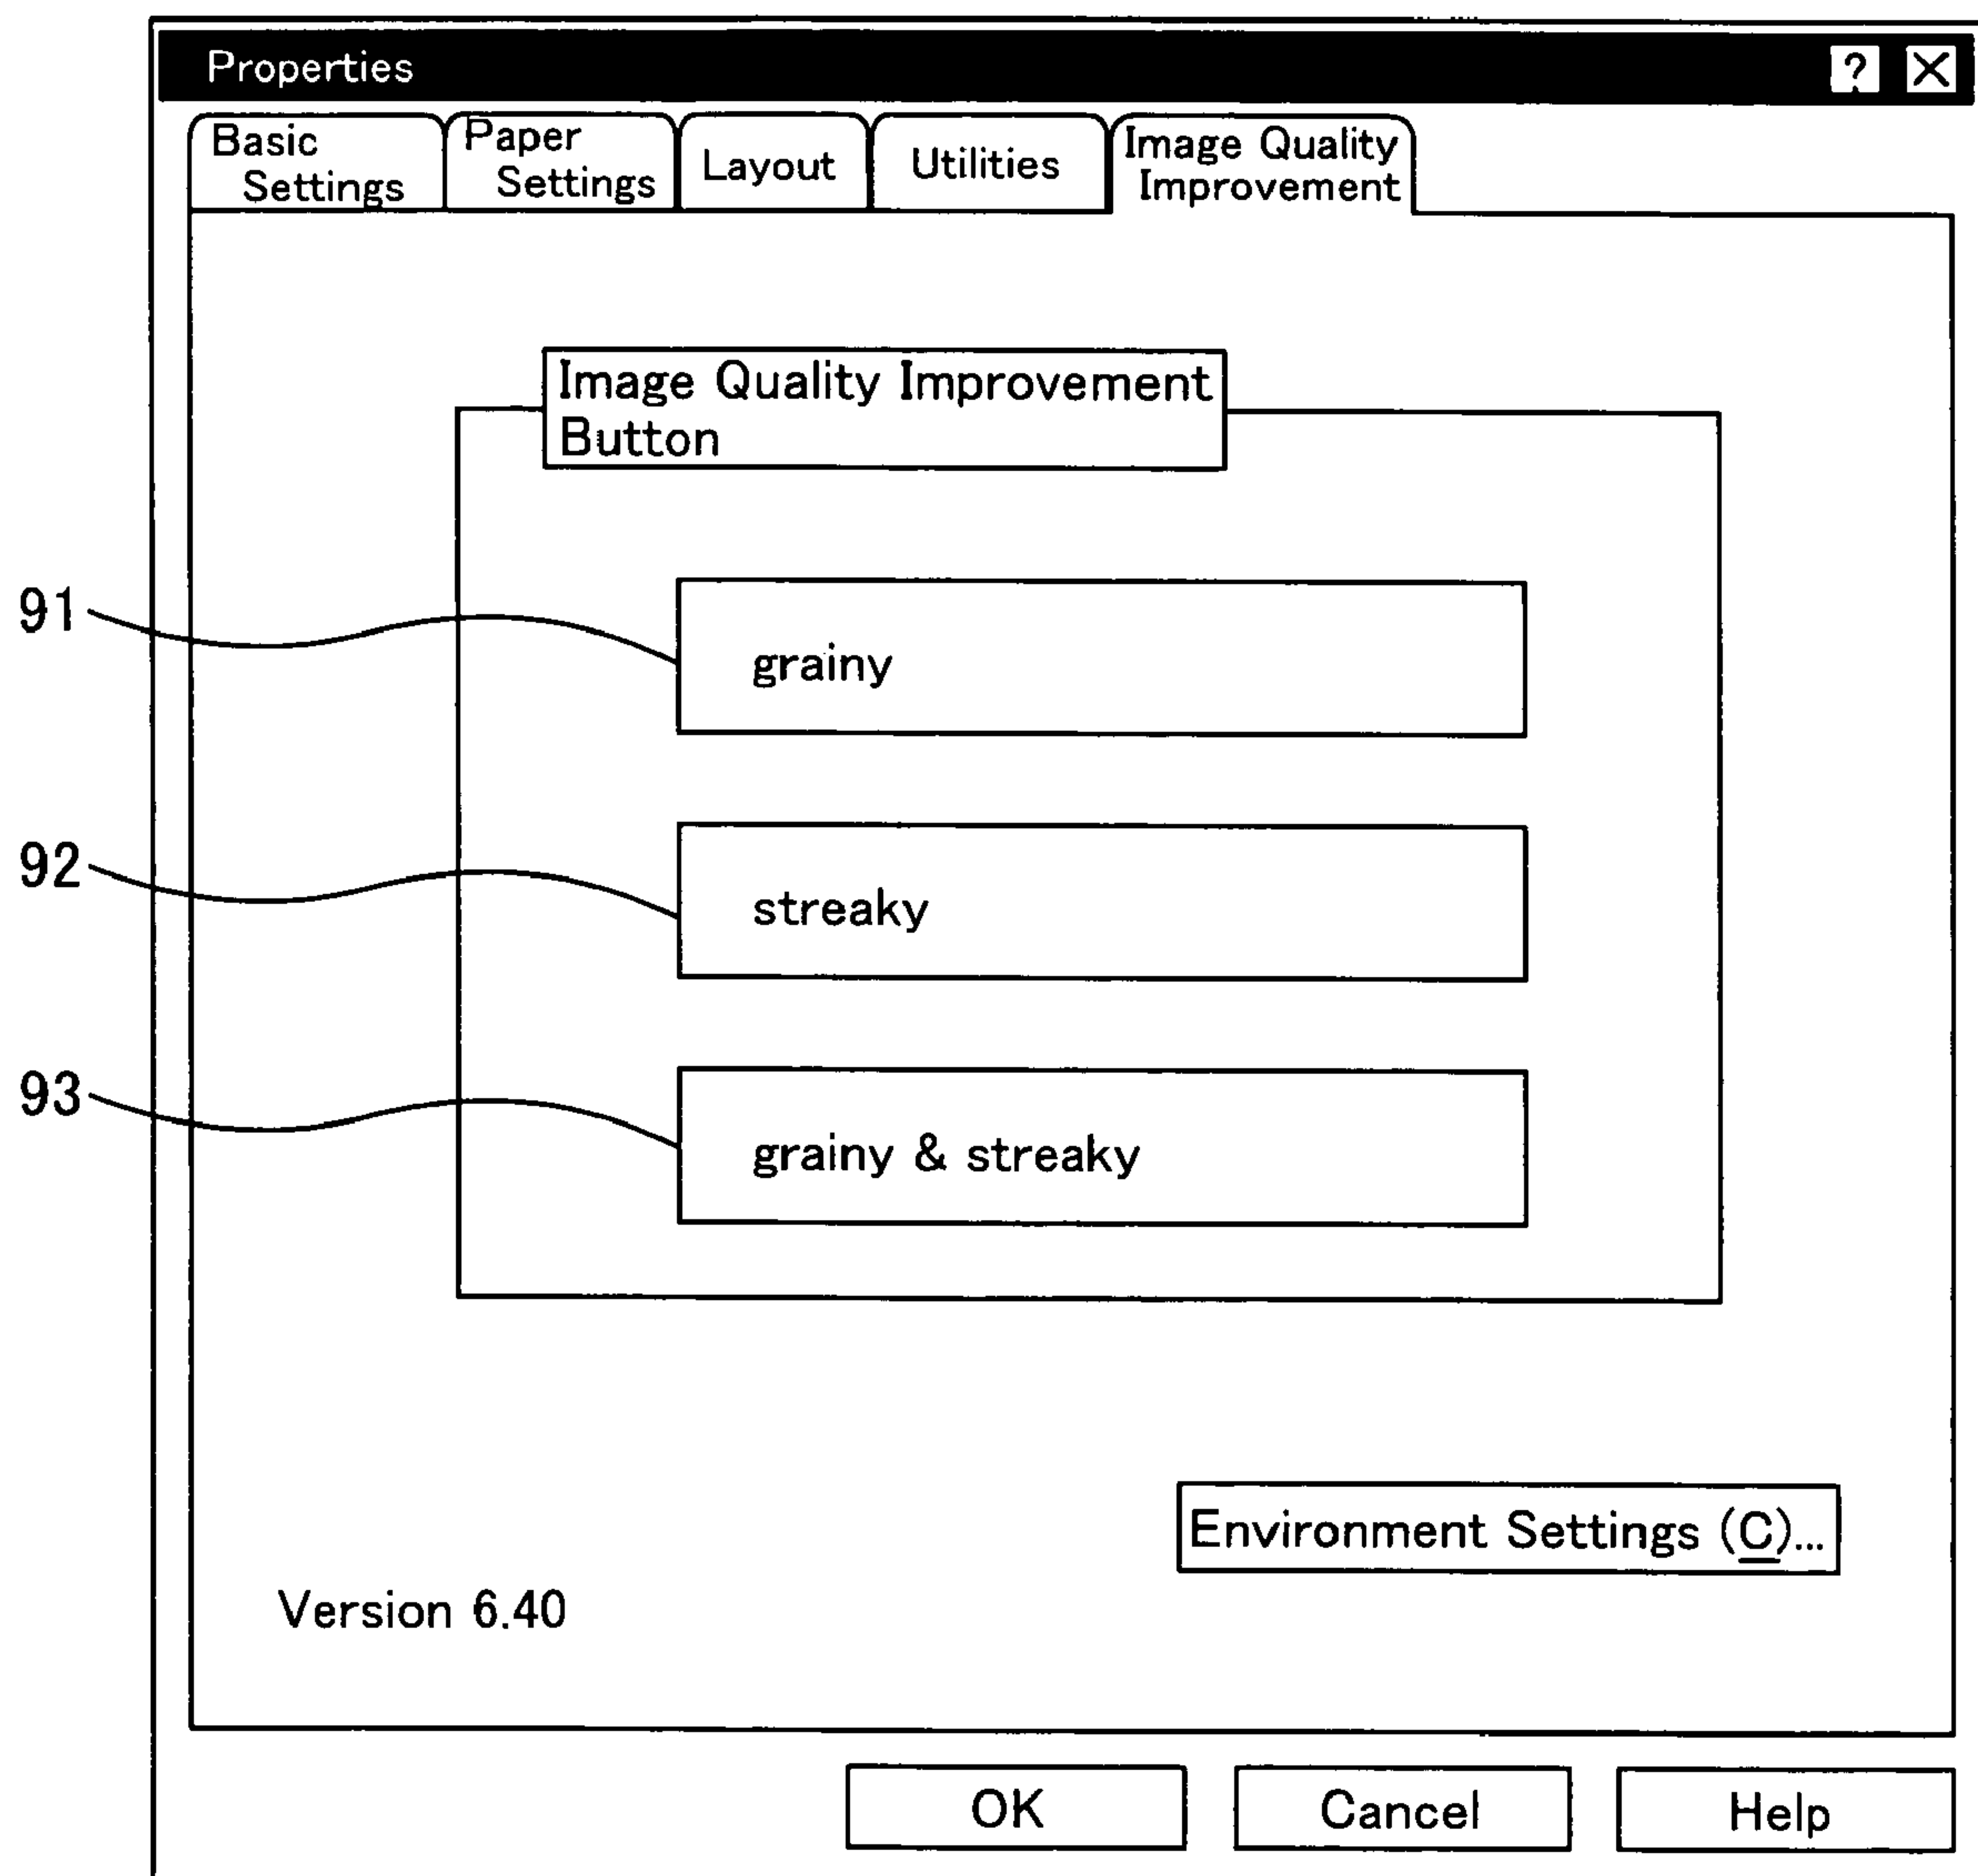 Properties ? X
Basic
Settings
Paper
Settings
Layout
Utilities
Image Quality
Improvement
Image Quality Improvement
Button
91
grainy
92
streaky
93
grainy & streaky
Environment Settings (C)...
Version 6.40
OK
Cancel
Help